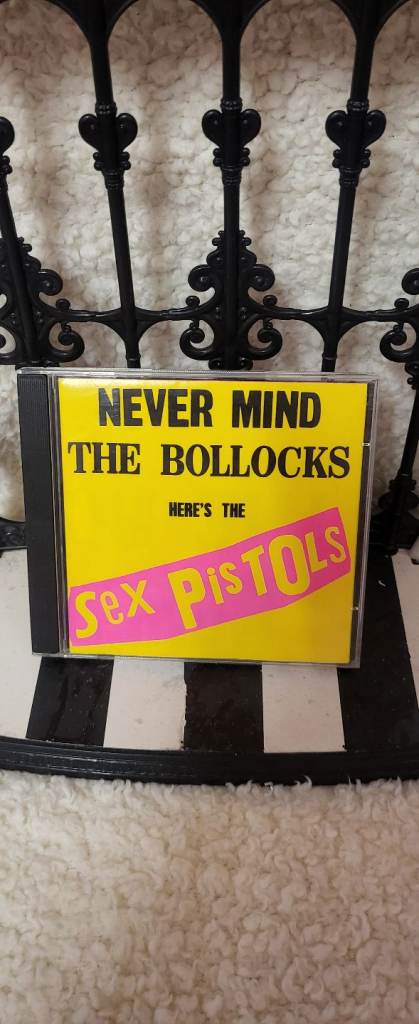 NEVER MIND
THE BOLLOCKS
HERE'S THE
Sex PisTOls